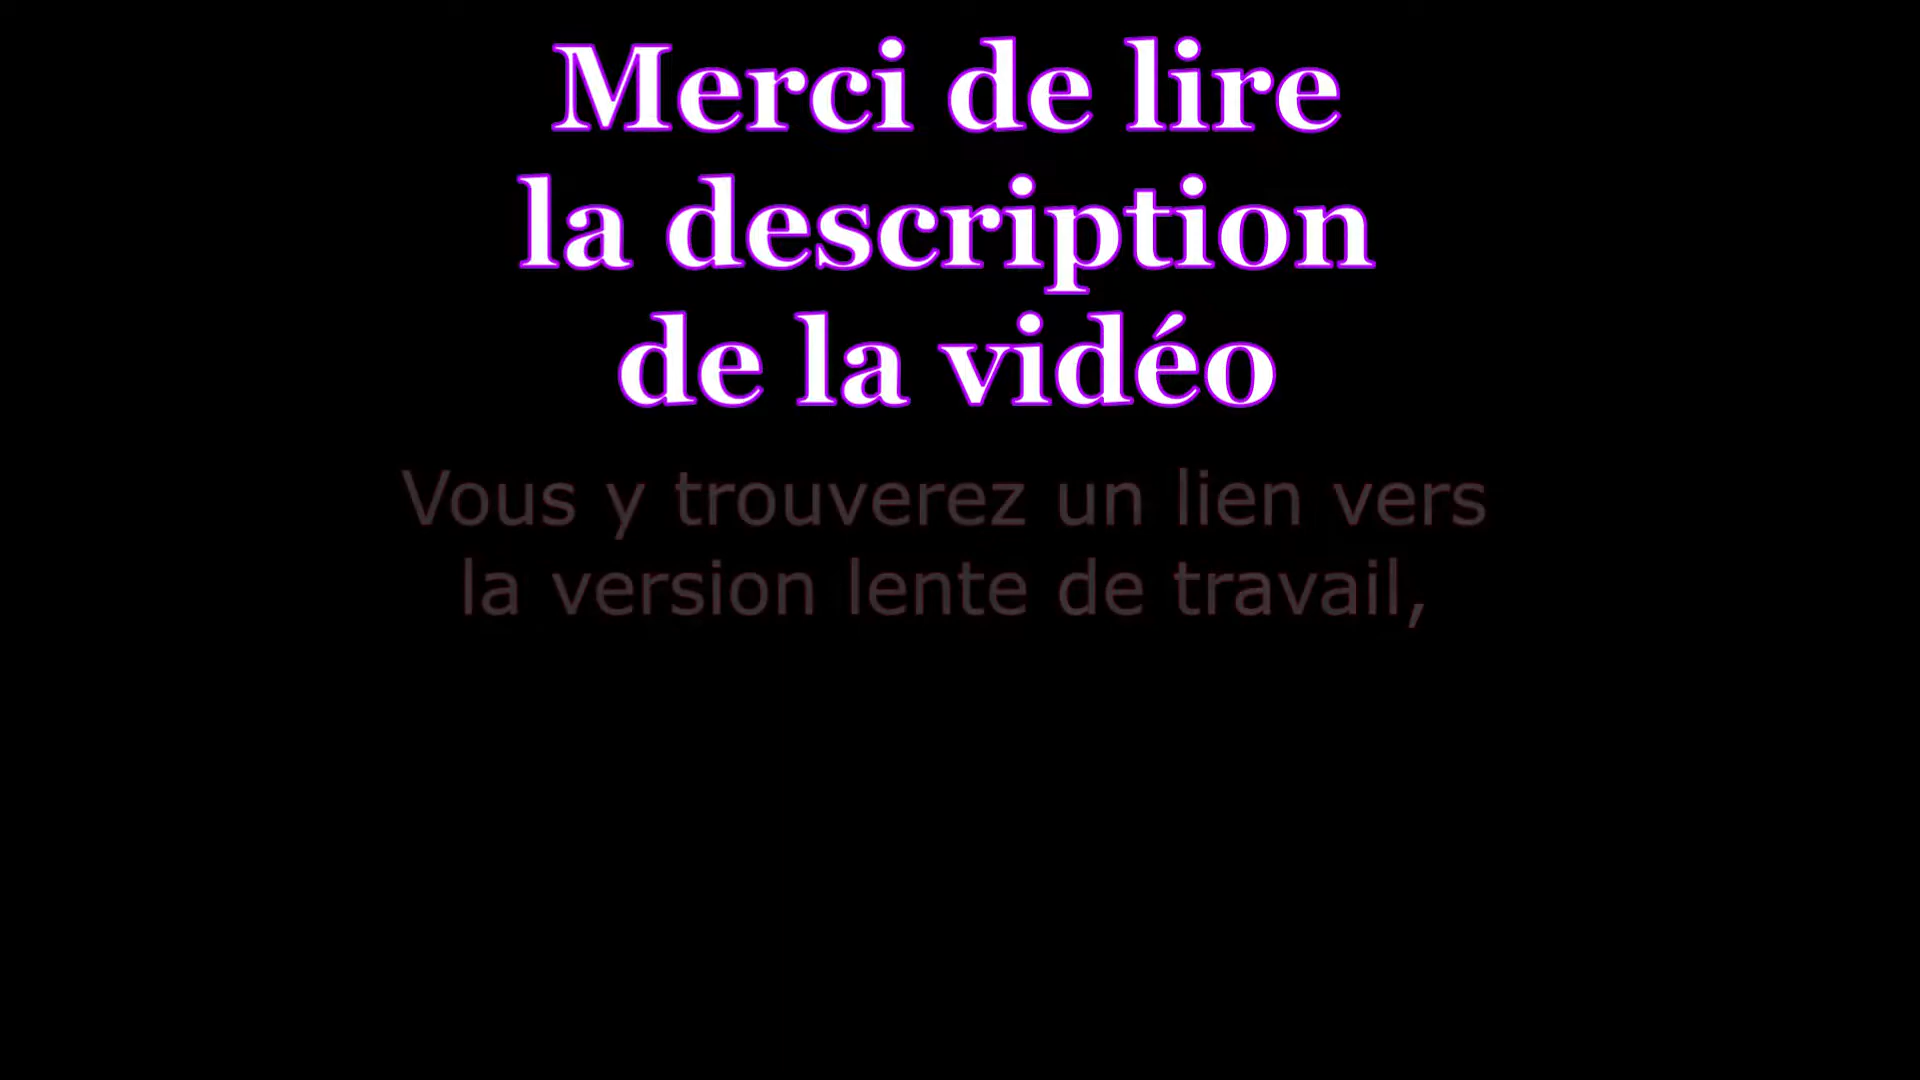 Merci de lire
la description
de la vidéo
Vous y trouverez un lien vers
la version lente de travail,